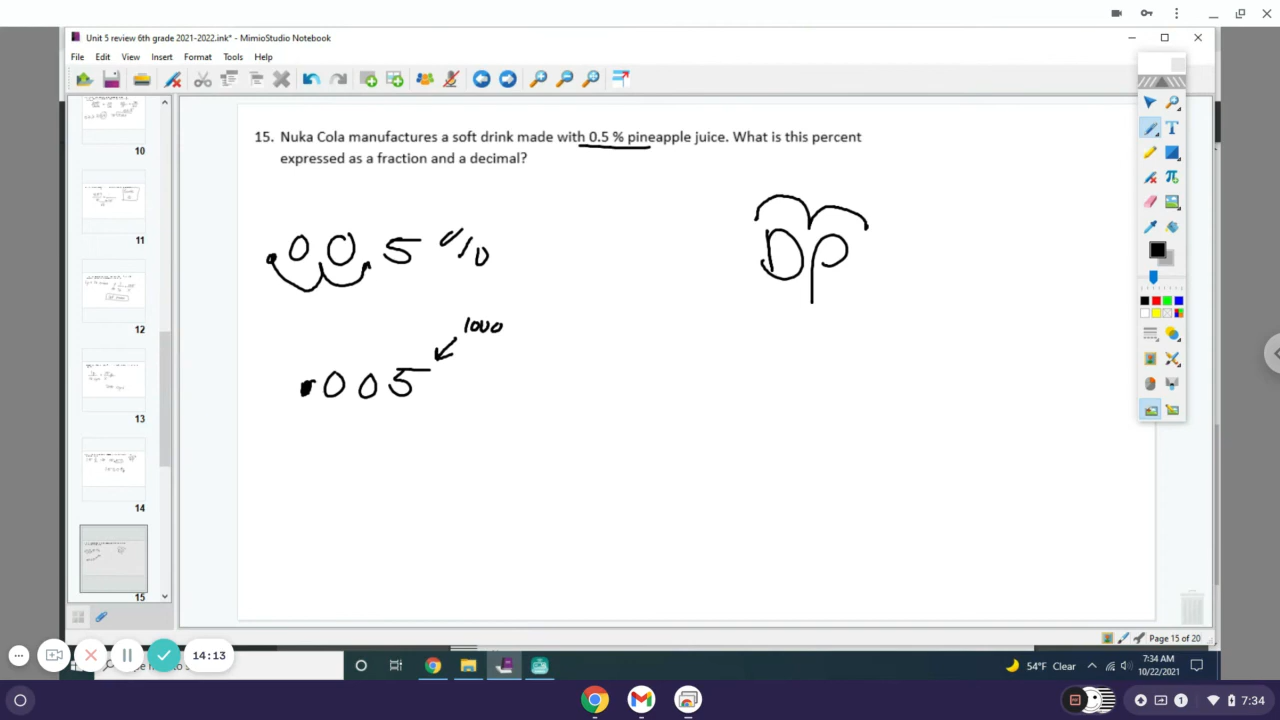 Unit 5 review 6th grade 2021-2022.ink* - MimioStudio Notebook
File Edit View Insert Format Tools Help
15. Nuka Cola manufactures a soft drink made with 0.5 % pineapple juice. What is this percent
expressed as a fraction and a decimal?
DP
.00.5 %
1000
.005
10
11
12
13
14
15
Page 15 of 20
14:13
54°F Clear
7:34 AM
10/22/2021
1
7:34